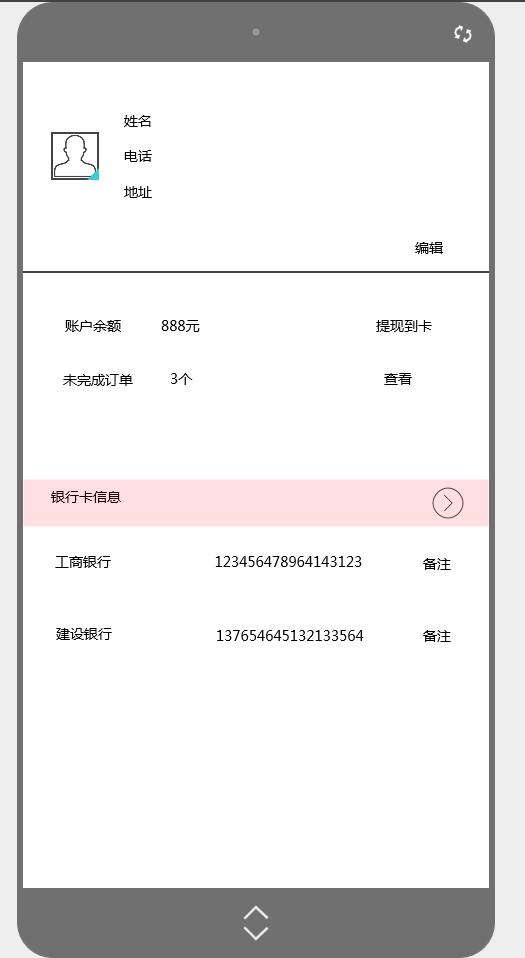 姓名
电话
地址
编辑
账户余额 888元 提现到卡
未完成订单 3个 查看
银行卡信息
工商银行 123456478964143123 备注
建设银行 137654645132133564 备注